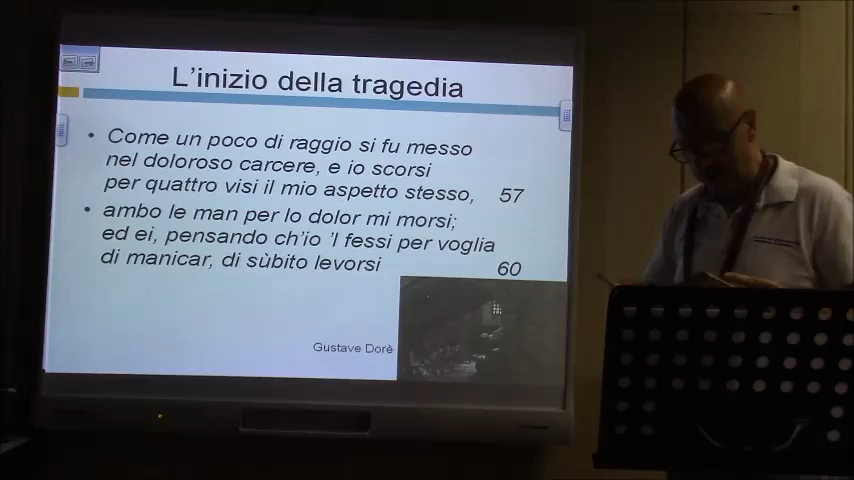 L'inizio della tragedia
• Come un poco di raggio si fu messo
nel doloroso carcere, e io scorsi
per quattro visi il mio aspetto stesso, 57
• ambo le man per lo dolor mi morsi;
ed ei, pensando ch'io 'l fessi per voglia
di manicar, di sùbito levorsi 60
Gustave Dorè